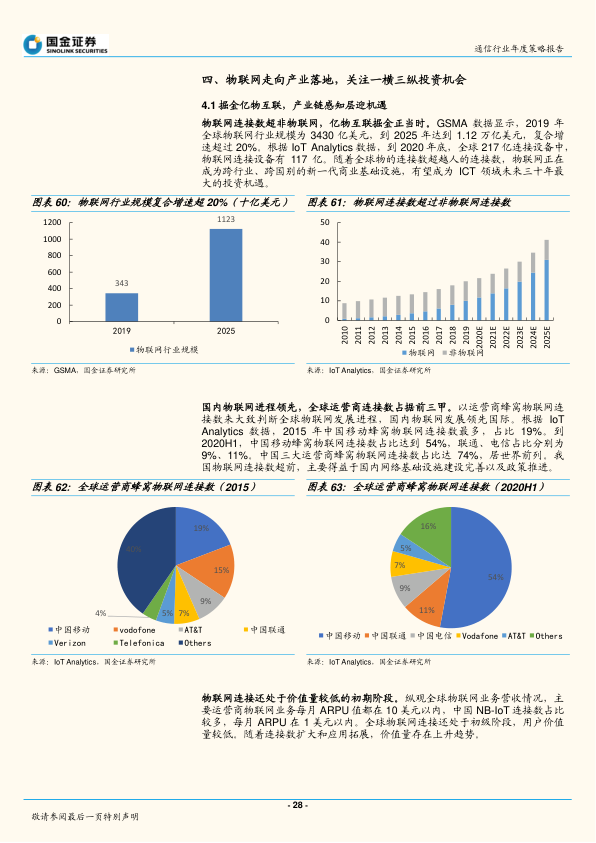 国金证券
SINOLINK SECURITIES
通信行业年度策略报告
四、物联网走向产业落地，关注一横三纵投资机会
4.1 掘金亿物互联，产业链感知层迎机遇
物联网连接数超非物联网，亿物互联掘金正当时。GSMA 数据显示，2019 年
全球物联网行业规模为 3430 亿美元，到 2025 年达到 1.12 万亿美元，复合增
速超过 20%。根据 IoT Analytics 数据，到 2020 年底，全球 217 亿连接设备中，
物联网连接设备有 117 亿。随着全球物的连接数超越人的连接数，物联网正在
成为跨行业、跨国别的新一代商业基础设施，有望成为 ICT 领域未来三十年最
大的投资机遇。
图表 60：物联网行业规模复合增速超 20%（十亿美元）
1200
1000
800
600
400
200
0
343
1123
2019
2025
物联网行业规模
来源：GSMA，国金证券研究所
图表 61：物联网连接数超过非物联网连接数
50
40
30
20
10
0
2010
2011
2012
2013
2014
2015
2016
2017
2018
2019
2020E
2021E
2022E
2023E
2024E
2025E
物联网 非物联网
来源：IoT Analytics，国金证券研究所
国内物联网进程领先，全球运营商连接数占据前三甲。以运营商蜂窝物联网连
接数来大致判断全球物联网发展进程，国内物联网发展领先国际。根据 IoT
Analytics 数据，2015 年中国移动蜂窝物联网连接数最多，占比 19%。到
2020H1，中国移动蜂窝物联网连接数占比达到 54%，联通、电信占比分别为
9%、11%，中国三大运营商蜂窝物联网连接数占比达 74%，居世界前列。我
国物联网连接数超前，主要得益于国内网络基础设施建设完善以及政策推进。
图表 62：全球运营商蜂窝物联网连接数（2015）
19%
15%
9%
7%
5%
4%
40%
中国移动 vodofone AT&T 中国联通
Verizon Telefonica Others
来源：IoT Analytics，国金证券研究所
图表 63：全球运营商蜂窝物联网连接数（2020H1）
54%
11%
9%
7%
5%
16%
中国移动 中国联通 中国电信 Vodafone AT&T Others
来源：IoT Analytics，国金证券研究所
物联网连接还处于价值量较低的初期阶段。纵观全球物联网业务营收情况，主
要运营商物联网业务每月 ARPU 值都在 10 美元以内，中国 NB-IoT 连接数占比
较多，每月 ARPU 在 1 美元以内。全球物联网连接还处于初级阶段，用户价值
量较低。随着连接数扩大和应用拓展，价值量存在上升趋势。
- 28 -
敬请参阅最后一页特别声明